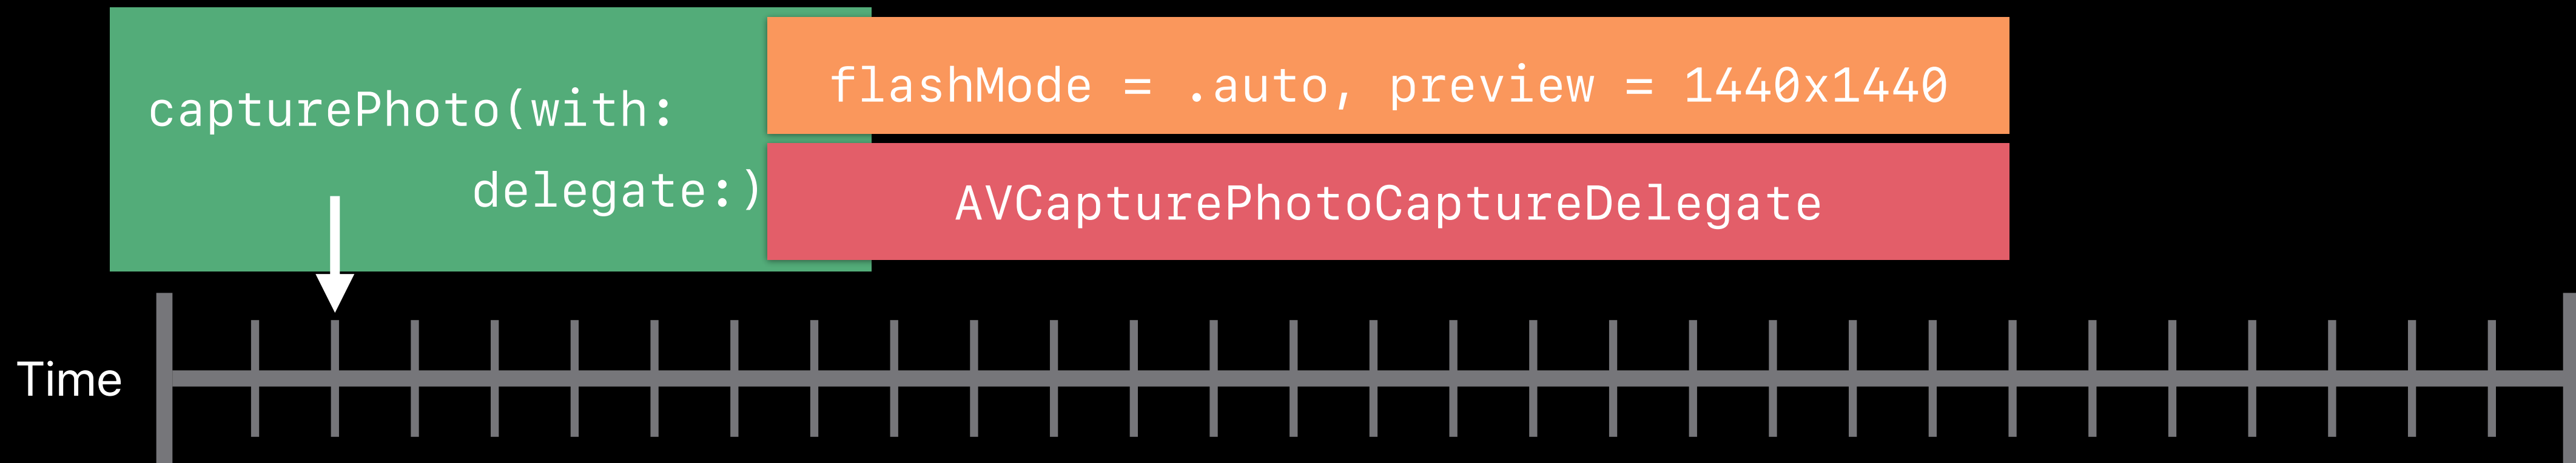 capturePhoto(with:
flashMode = .auto, preview = 1440x1440
delegate:)
AVCapturePhotoCaptureDelegate
Time